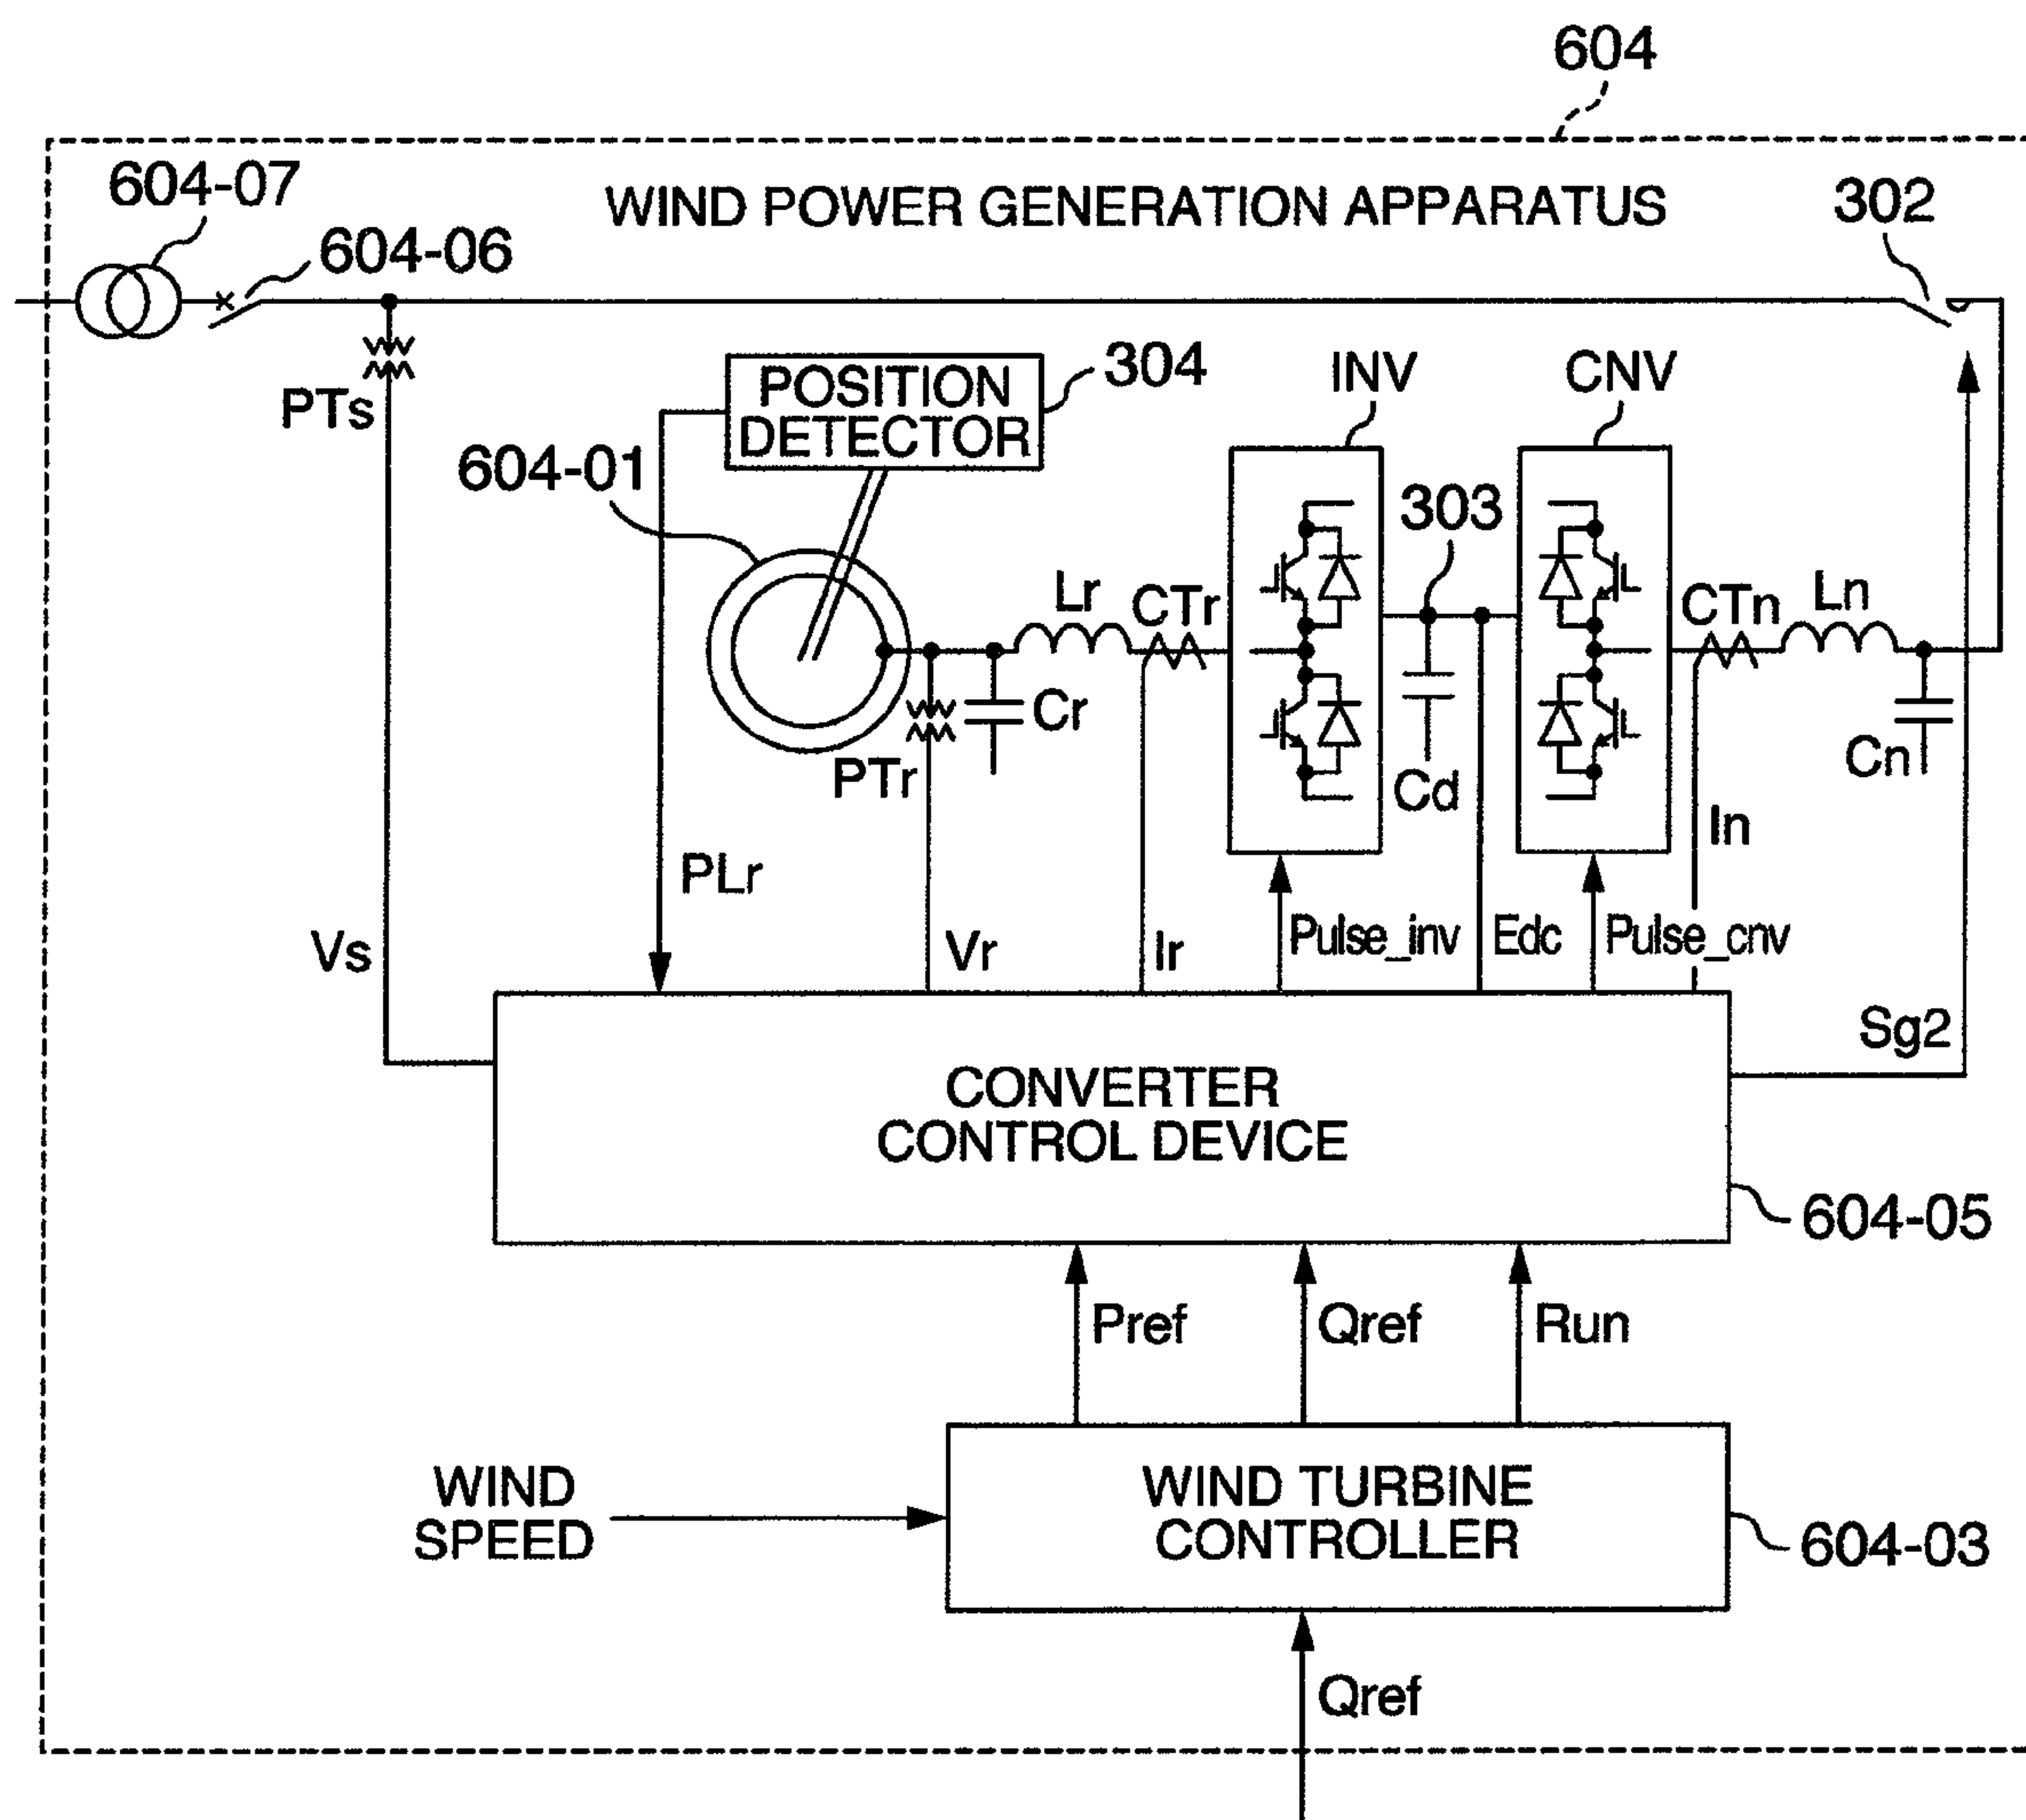 604
604-07
WIND POWER GENERATION APPARATUS
302
604-06
PTs
POSITION
DETECTOR
304
INV
CNV
604-01
303
Lr
CTr
CTn
Ln
Cr
PTr
Cd
Cn
In
PLr
Vs
Vr
Ir
Pulse_inv
Edc
Pulse_cnv
Sg2
CONVERTER
CONTROL DEVICE
604-05
Pref
Qref
Run
WIND
SPEED
WIND TURBINE
CONTROLLER
604-03
Qref